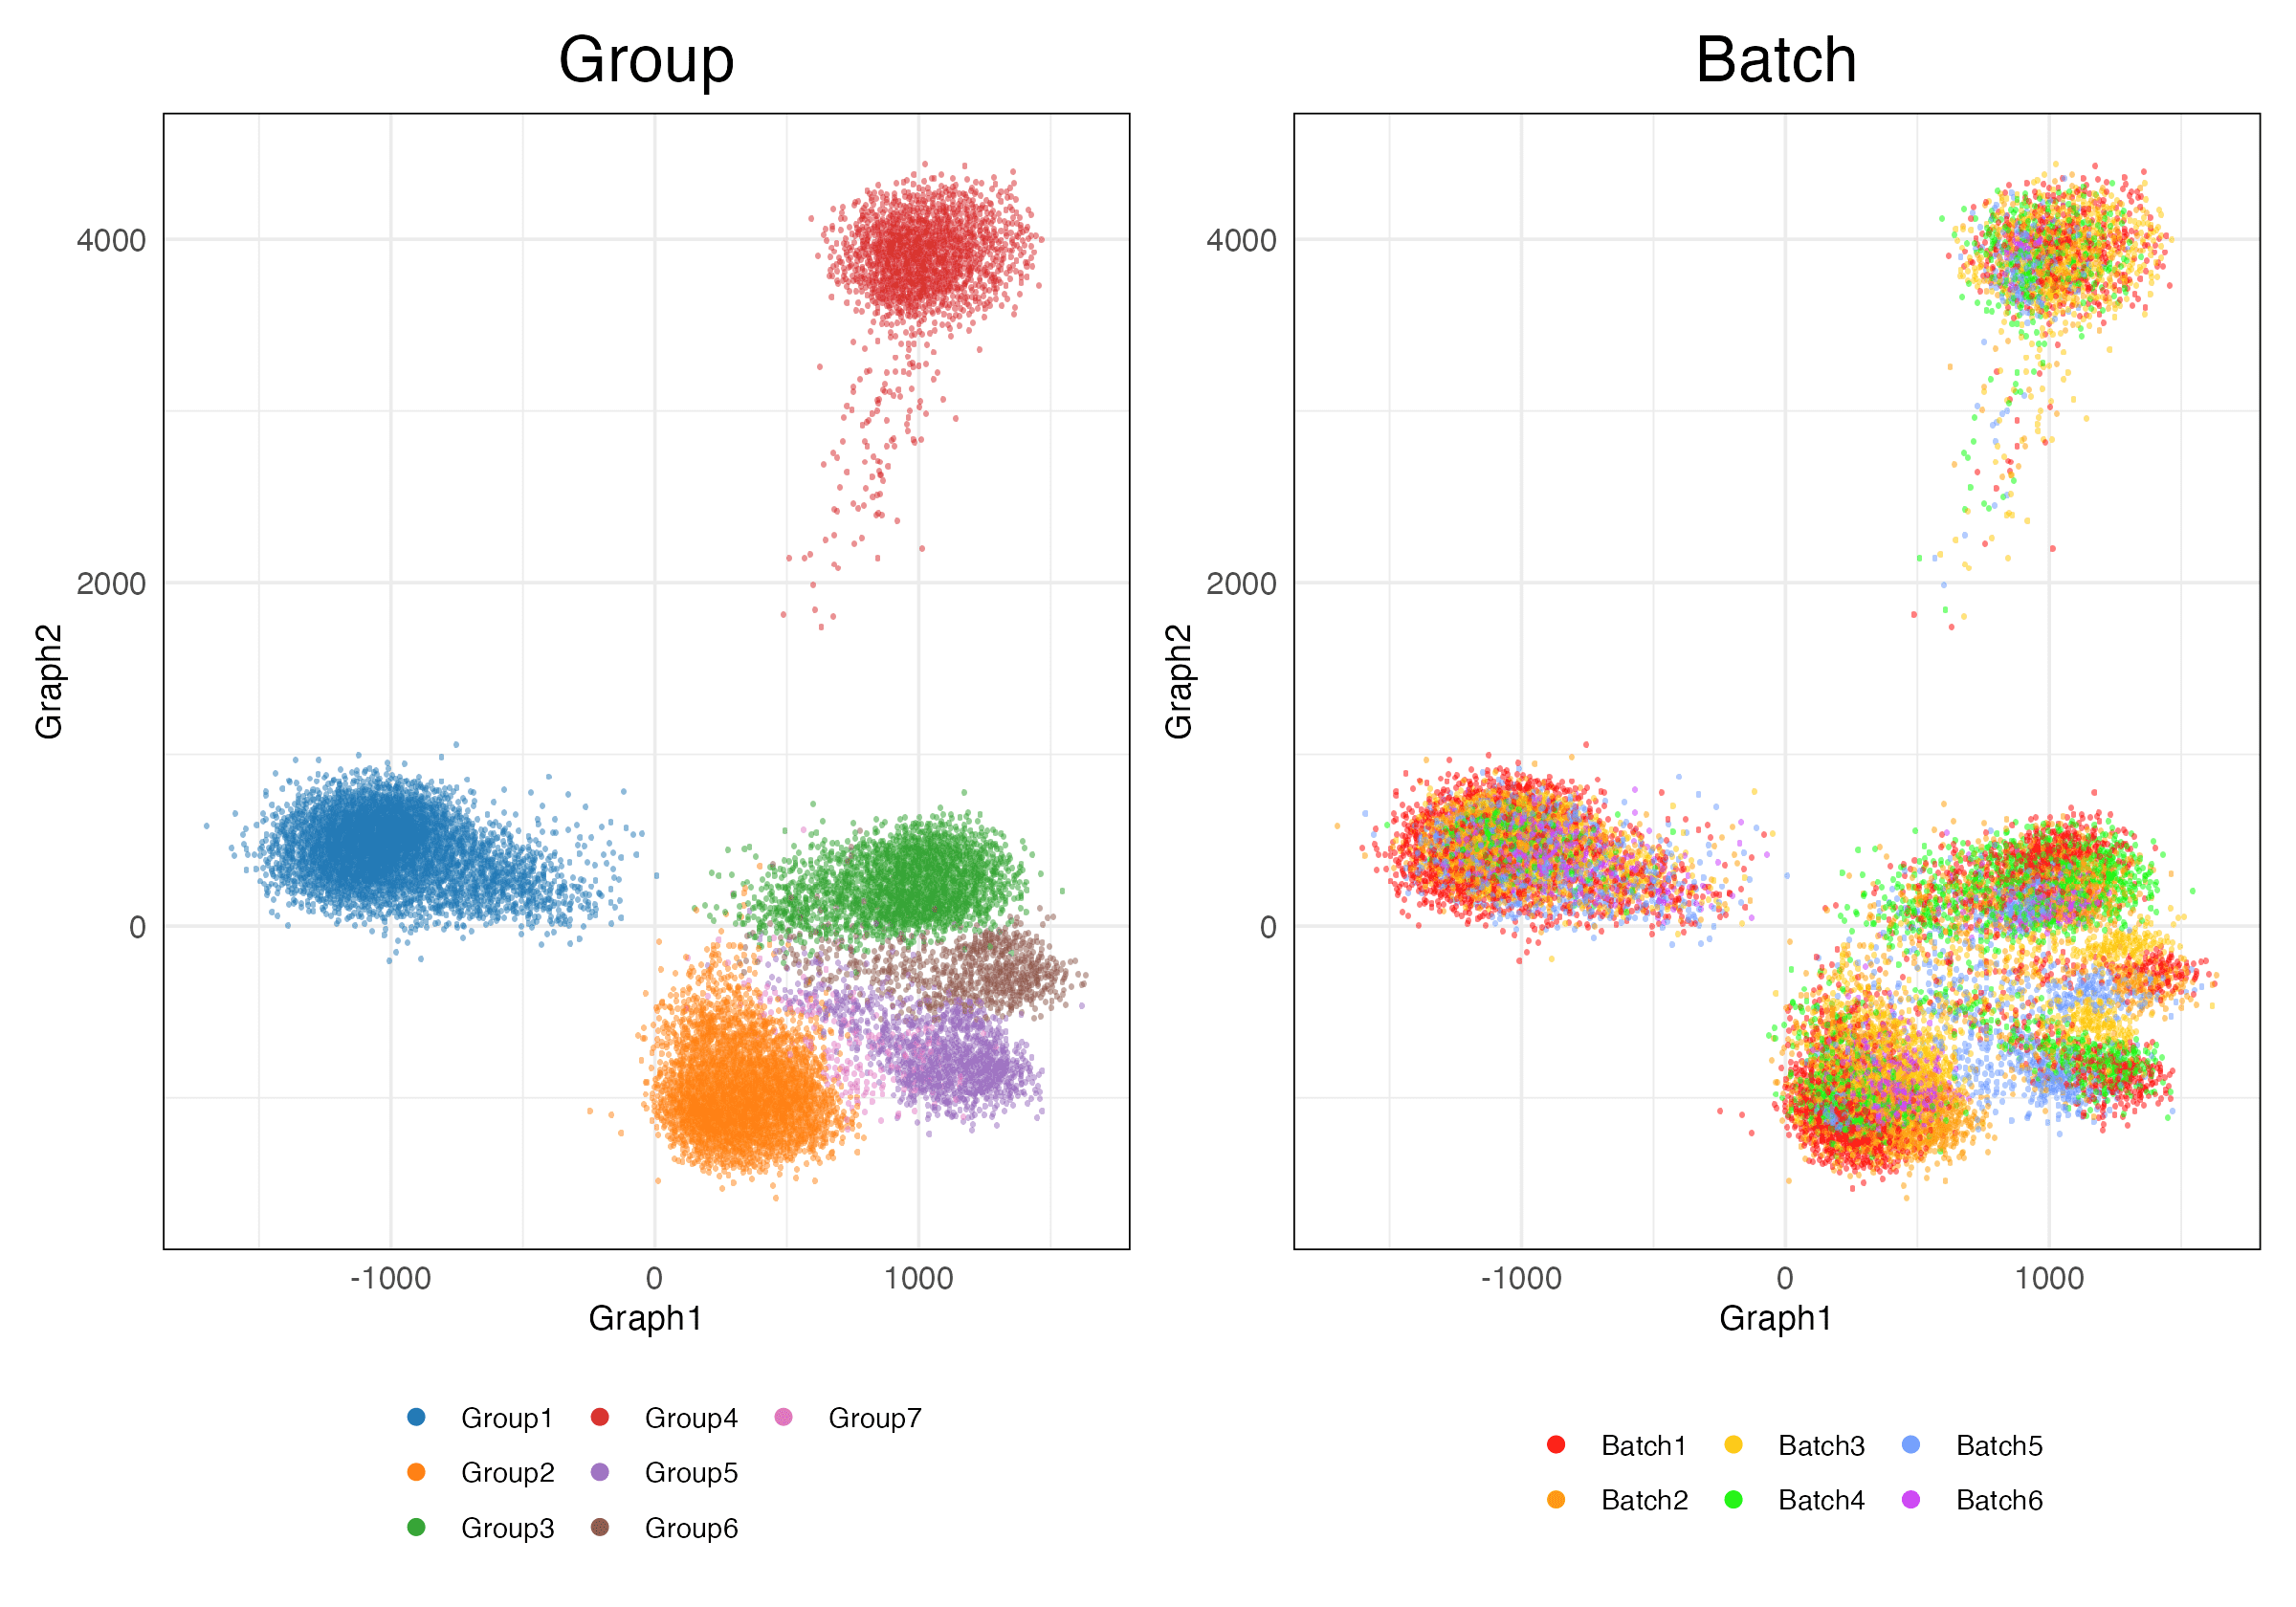 Group
Batch
4000
2000
0
Graph2
-1000 0 1000
Graph1
4000
2000
0
Graph2
-1000 0 1000
Graph1
Group1 Group4 Group7
Group2 Group5
Group3 Group6
Batch1 Batch3 Batch5
Batch2 Batch4 Batch6